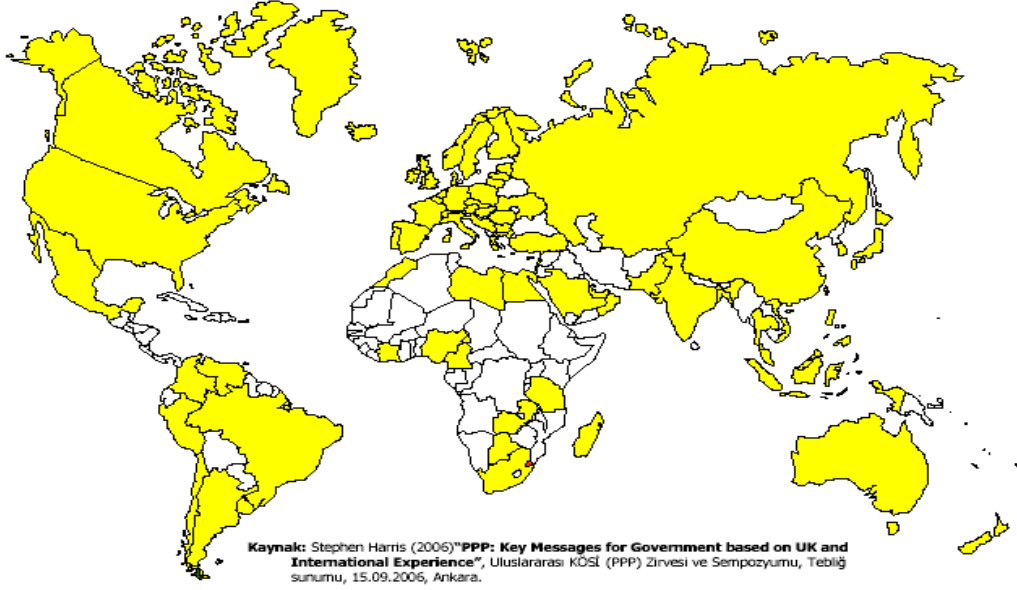 Kaynak: Stephen Harris (2006)"PPP: Key Messages for Government based on UK and
International Experience", Uluslararası KÖSİ (PPP) Zirvesi ve Sempozyumu, Tebliğ
sunumu, 15.09.2006, Ankara.